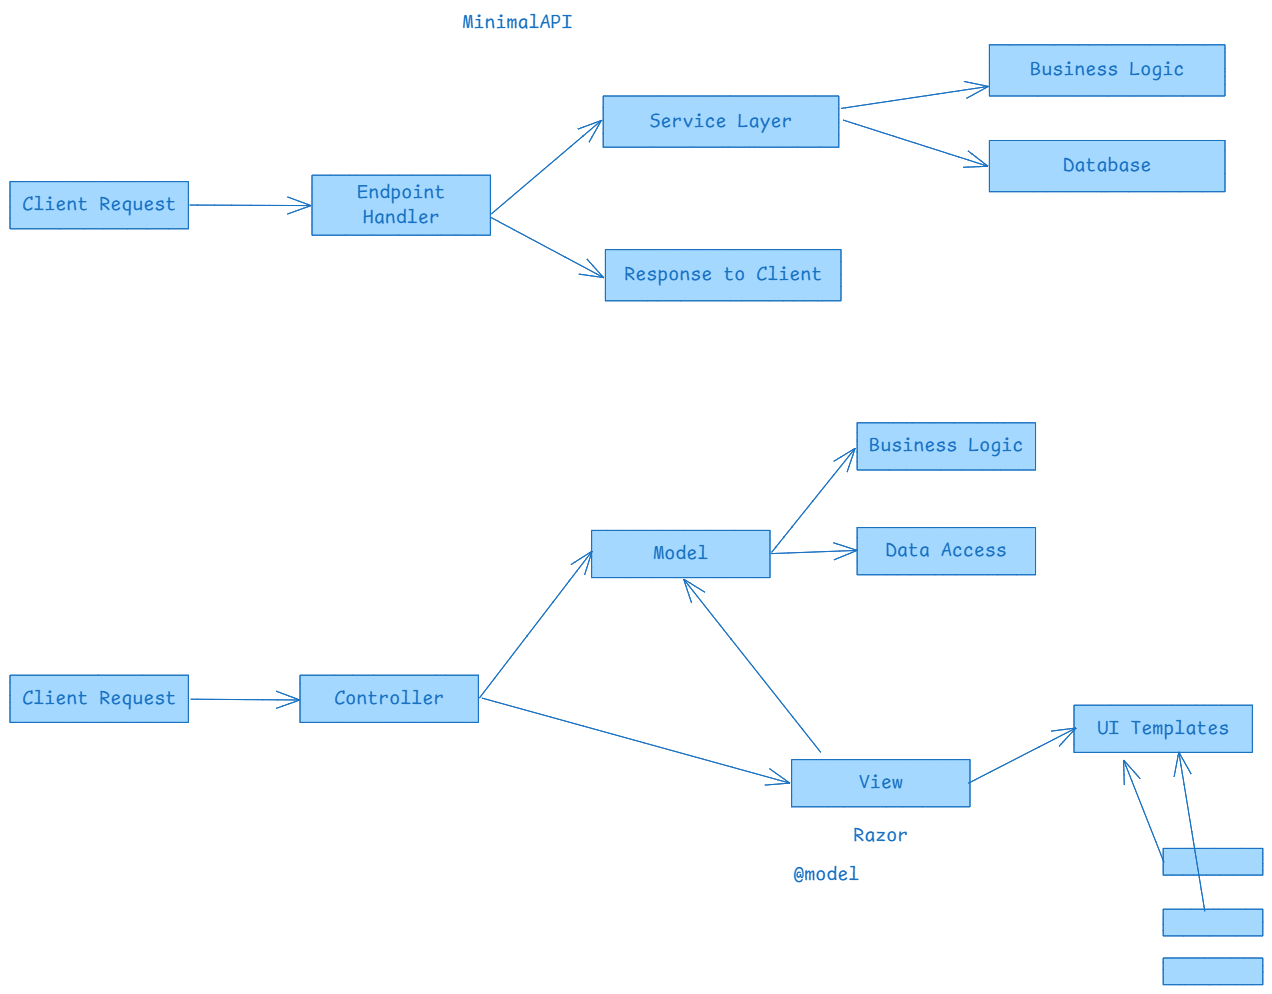 MinimalAPI
Business Logic
Service Layer
Database
Client Request
Endpoint
Handler
Response to Client
Business Logic
Model
Data Access
Client Request
Controller
UI Templates
View
Razor
@model